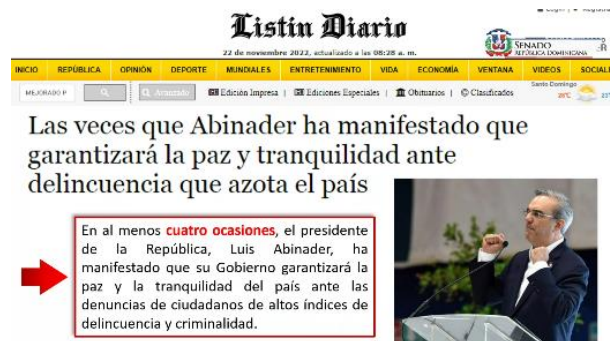 Listin Diario
22 de noviembre 2022, actualizado a las 08:28 a. m.
SENADO
REPÚBLICA DOMINICANA
INICIO REPÚBLICA OPINIÓN DEPORTE MUNDIALES ENTRETENIMIENTO VIDA ECONOMÍA VENTANA VIDEOS SOCIAL
MEJORADO P Avanzado Edición Impresa | Ediciones Especiales | Obituarios | Clasificados Santo Domingo
Las veces que Abinader ha manifestado que
garantizará la paz y tranquilidad ante
delincuencia que azota el país
En al menos cuatro ocasiones, el presidente
de la República, Luis Abinader, ha
manifestado que su Gobierno garantizará la
paz y la tranquilidad del país ante las
denuncias de ciudadanos de altos índices de
delincuencia y criminalidad.